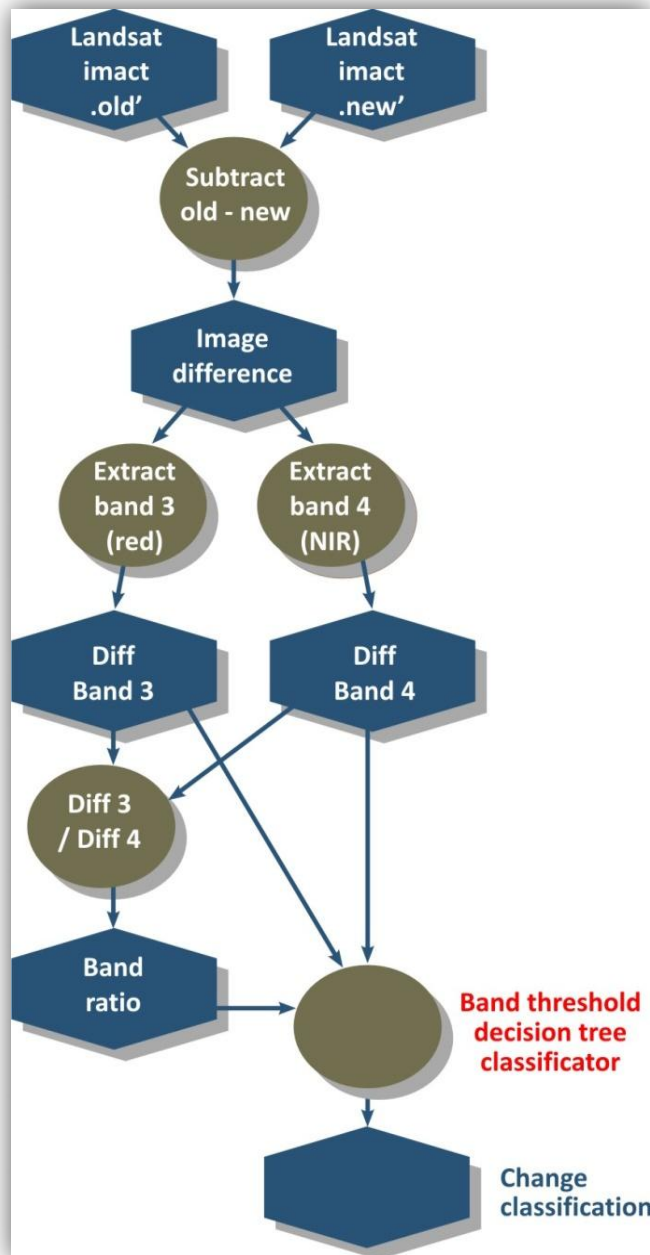 Landsat
imact
.old’
Landsat
imact
.new’
Subtract
old - new
Image
difference
Extract
band 3
(red)
Extract
band 4
(NIR)
Diff
Band 3
Diff
Band 4
Diff 3
/ Diff 4
Band
ratio
Band threshold
decision tree
classificator
Change
classification